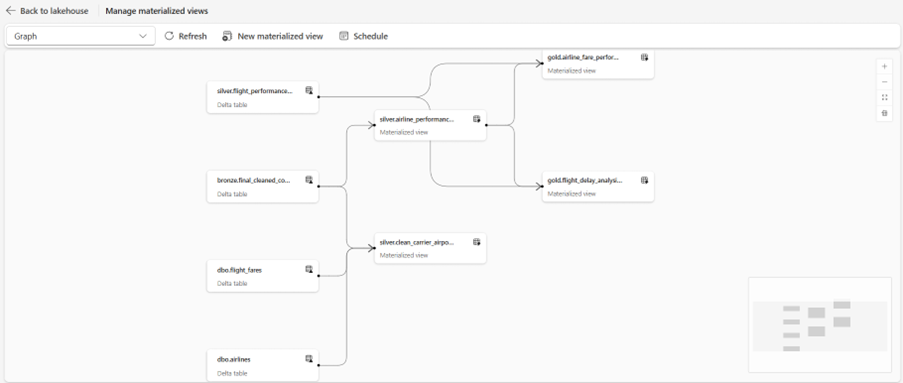 Back to lakehouse
Manage materialized views
Graph
Refresh
New materialized view
Schedule
gold.airline_fare_perfor...
Materialized view
silver.flight_performance...
Delta table
silver.airline_performanc...
Materialized view
bronze.final_cleaned_co...
Delta table
gold.flight_delay_analysi...
Materialized view
silver.clean_carrier_airpo...
Materialized view
dbo.flight_fares
Delta table
dbo.airlines
Delta table